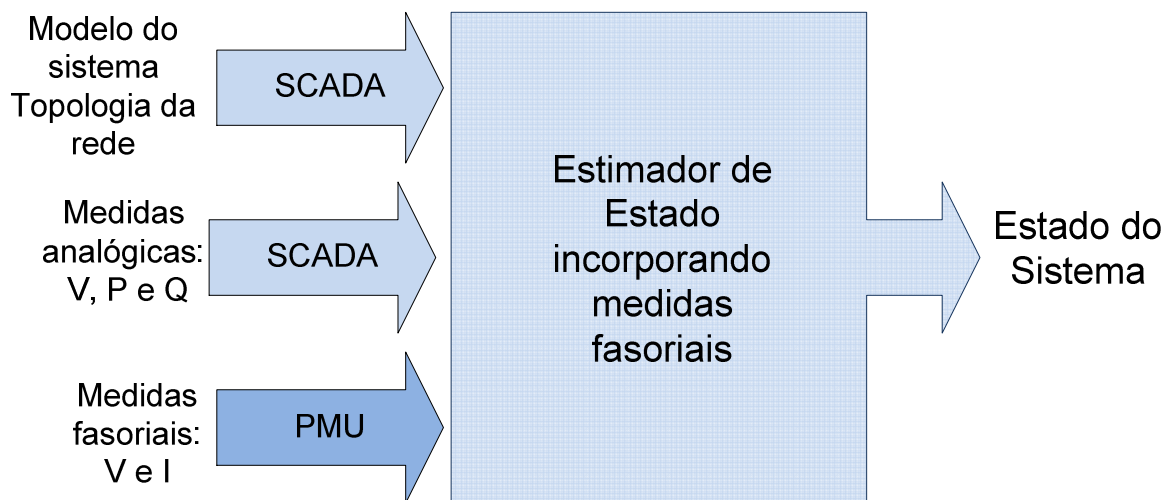 Modelo do
sistema
Topologia da
rede
SCADA
Medidas
analógicas:
V, P e Q
SCADA
Medidas
fasoriais:
V e I
PMU
Estimador de
Estado
incorporando
medidas
fasoriais
Estado do
Sistema